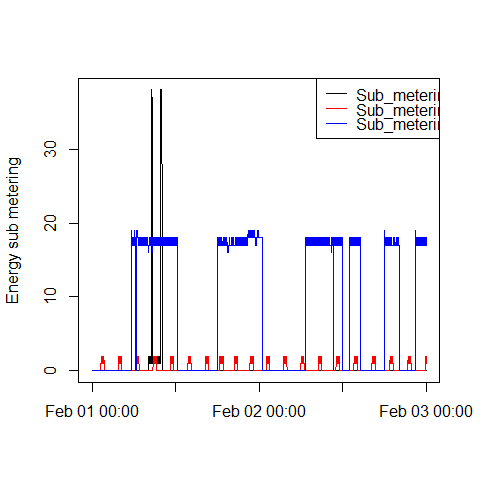 Sub_meterin
Sub_meterin
Sub_meterin
Energy sub metering
30
20
10
0
Feb 01 00:00 Feb 02 00:00 Feb 03 00:00